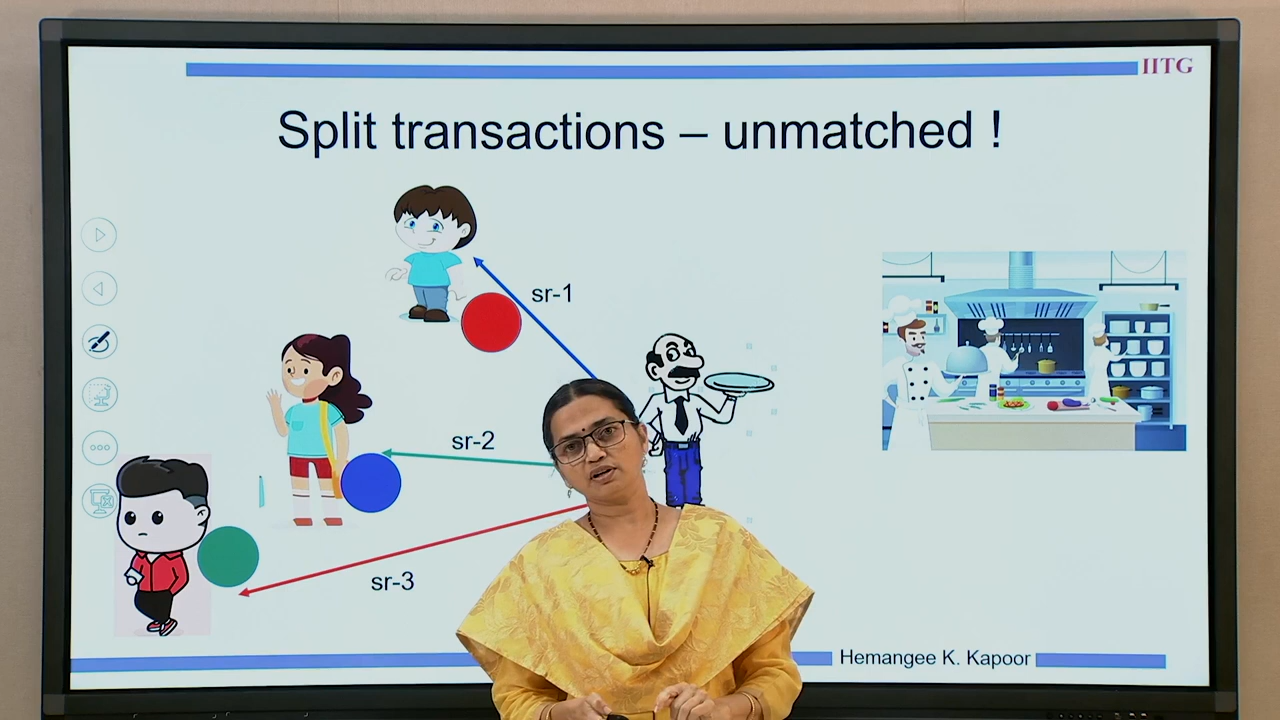 IITG
Split transactions – unmatched !
sr-1
sr-2
sr-3
Hemangee K. Kapoor